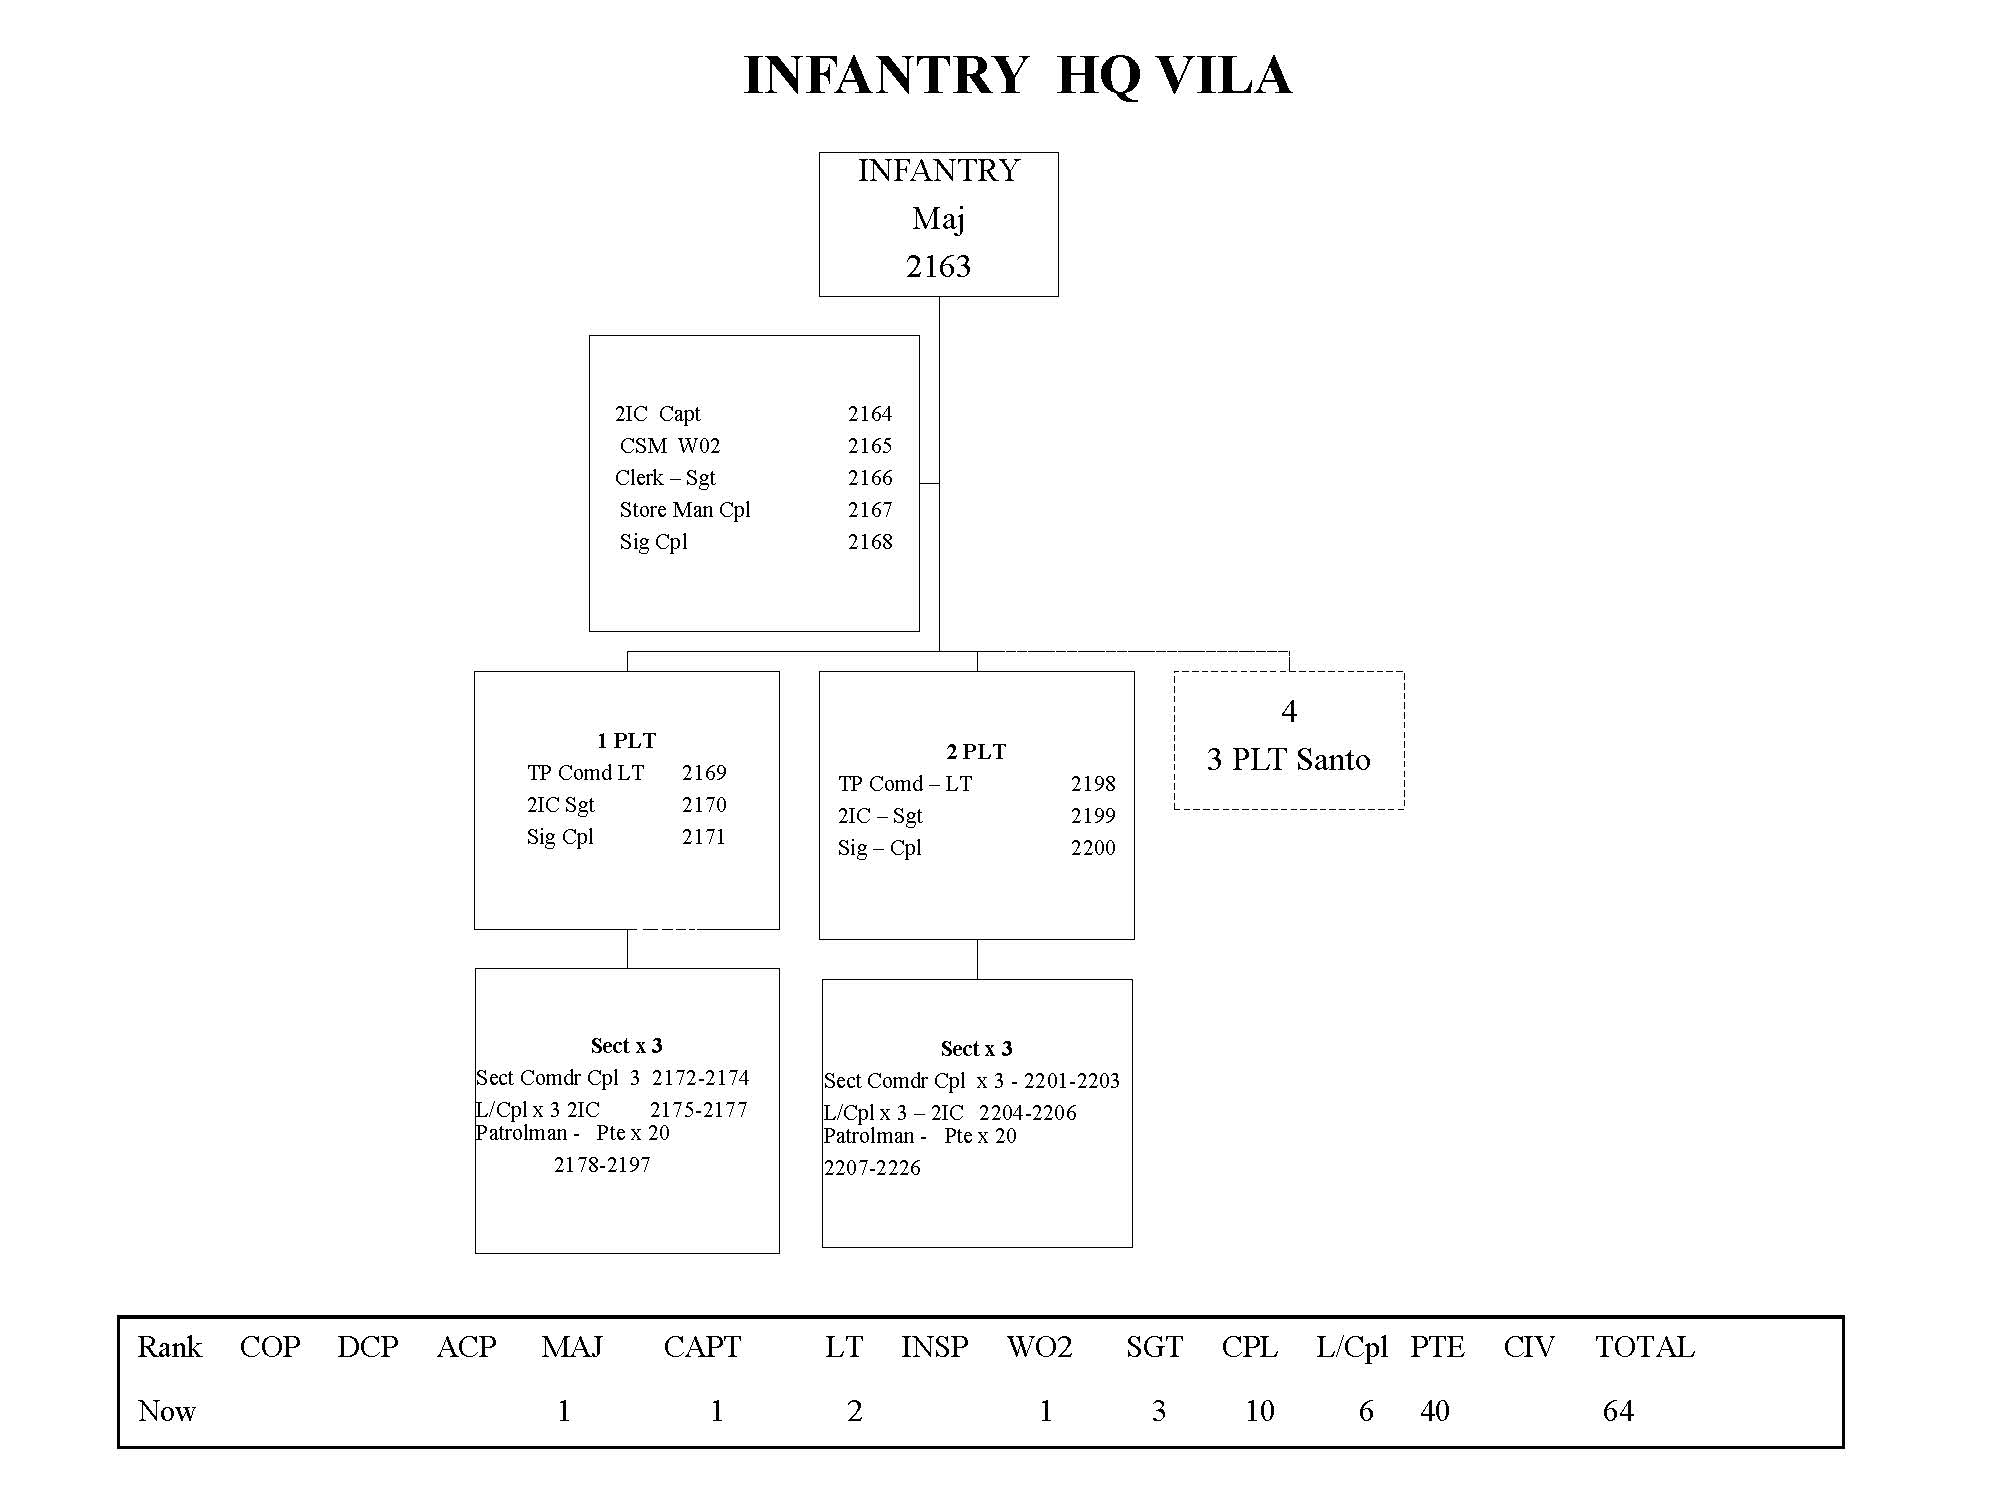 INFANTRY HQ VILA
INFANTRY
Maj
2163
2IC Capt 2164
CSM W02 2165
Clerk – Sgt 2166
Store Man Cpl 2167
Sig Cpl 2168
1 PLT
TP Comd LT 2169
2IC Sgt 2170
Sig Cpl 2171
2 PLT
TP Comd – LT 2198
2IC – Sgt 2199
Sig – Cpl 2200
4
3 PLT Santo
Sect x 3
Sect Comdr Cpl 3 2172-2174
L/Cpl x 3 2IC 2175-2177
Patrolman - Pte x 20
2178-2197
Sect x 3
Sect Comdr Cpl x 3 - 2201-2203
L/Cpl x 3 – 2IC 2204-2206
Patrolman - Pte x 20
2207-2226
Rank COP DCP ACP MAJ CAPT LT INSP WO2 SGT CPL L/Cpl PTE CIV TOTAL
Now 1 1 2 1 3 10 6 40 64